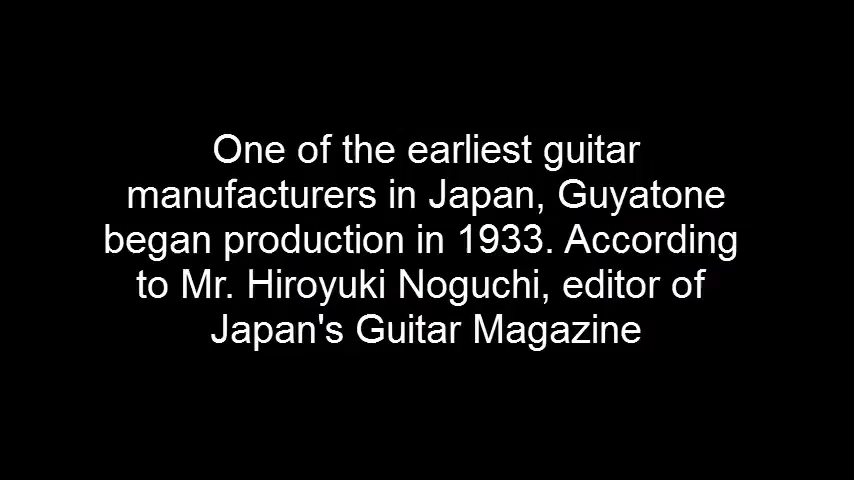 One of the earliest guitar
manufacturers in Japan, Guyatone
began production in 1933. According
to Mr. Hiroyuki Noguchi, editor of
Japan's Guitar Magazine